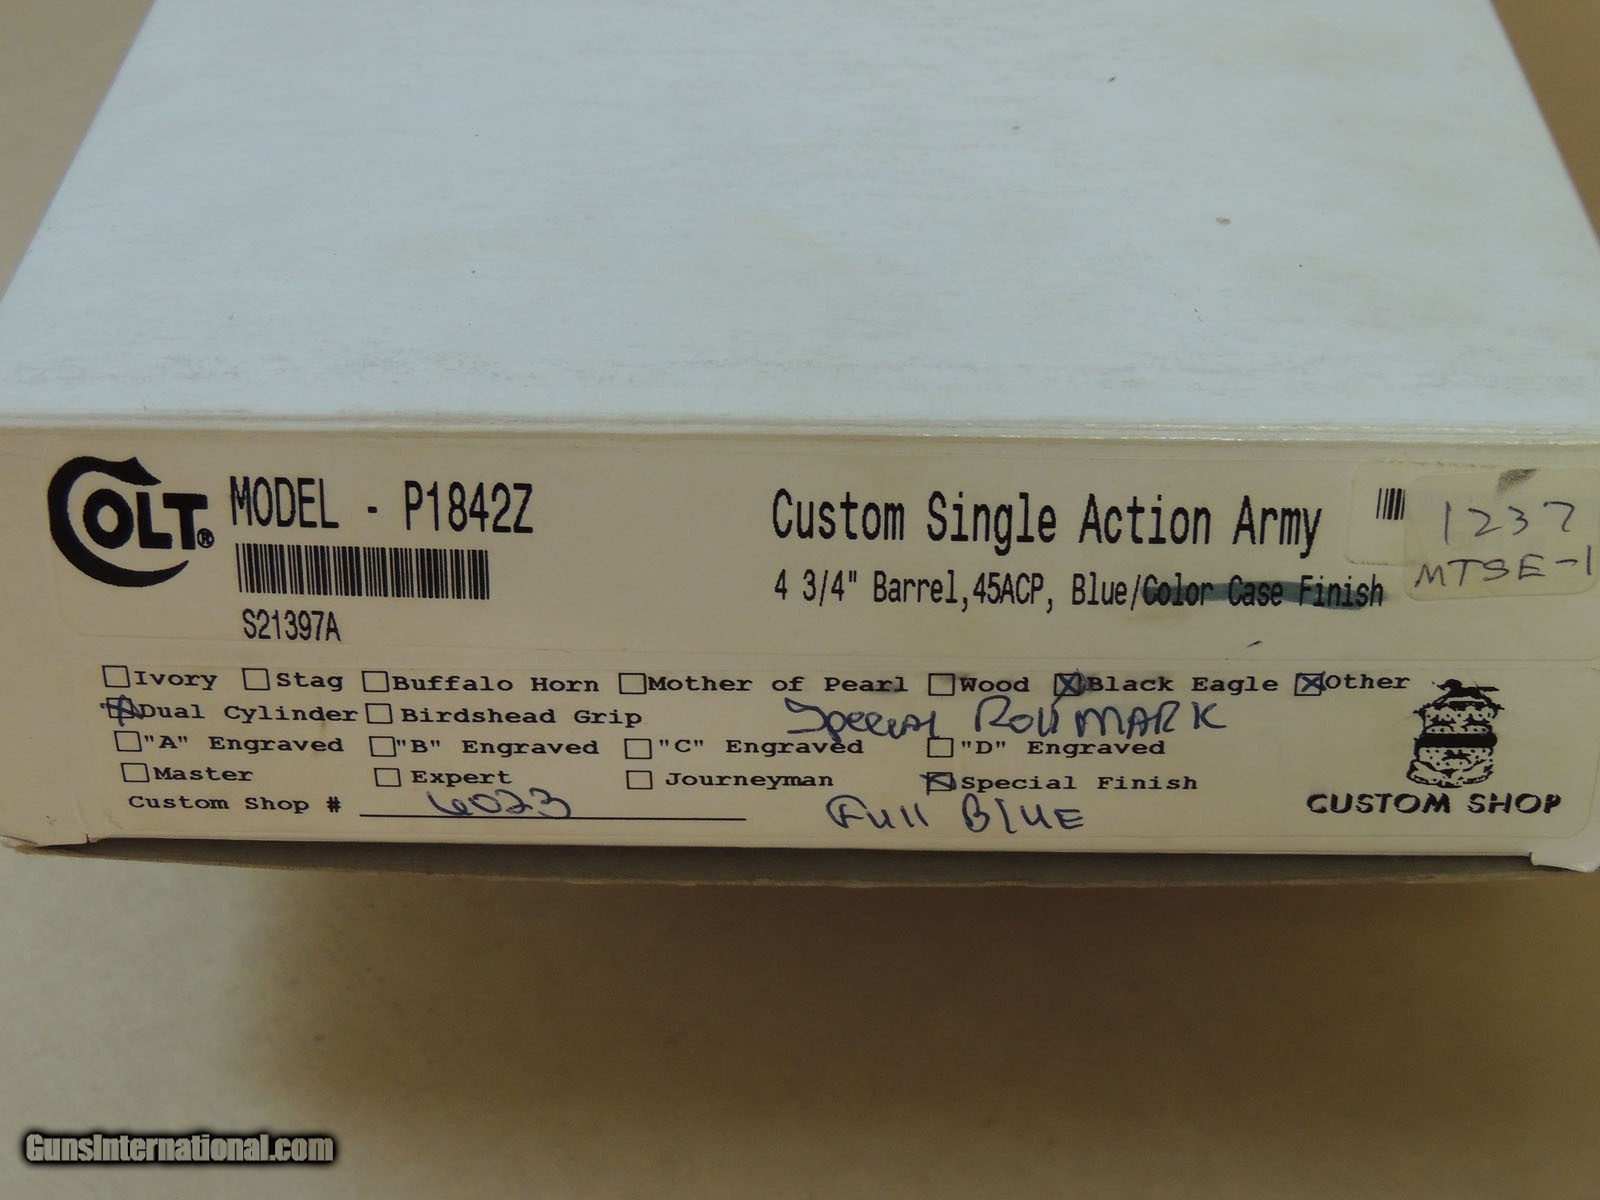 COLT®
MODEL - P1842Z
S21397A
Custom Single Action Army
4 3/4" Barrel,45ACP, Blue/Color Case Finish
1237
MTSE-1
Ivory Stag Buffalo Horn Mother of Pearl Wood Black Eagle Other
Dual Cylinder Birdshead Grip Special RollMARK
"A" Engraved "B" Engraved "C" Engraved "D" Engraved
Master Expert Journeyman Special Finish
Custom Shop # 6023 Full BlUE
CUSTOM SHOP
GunsInternational.com